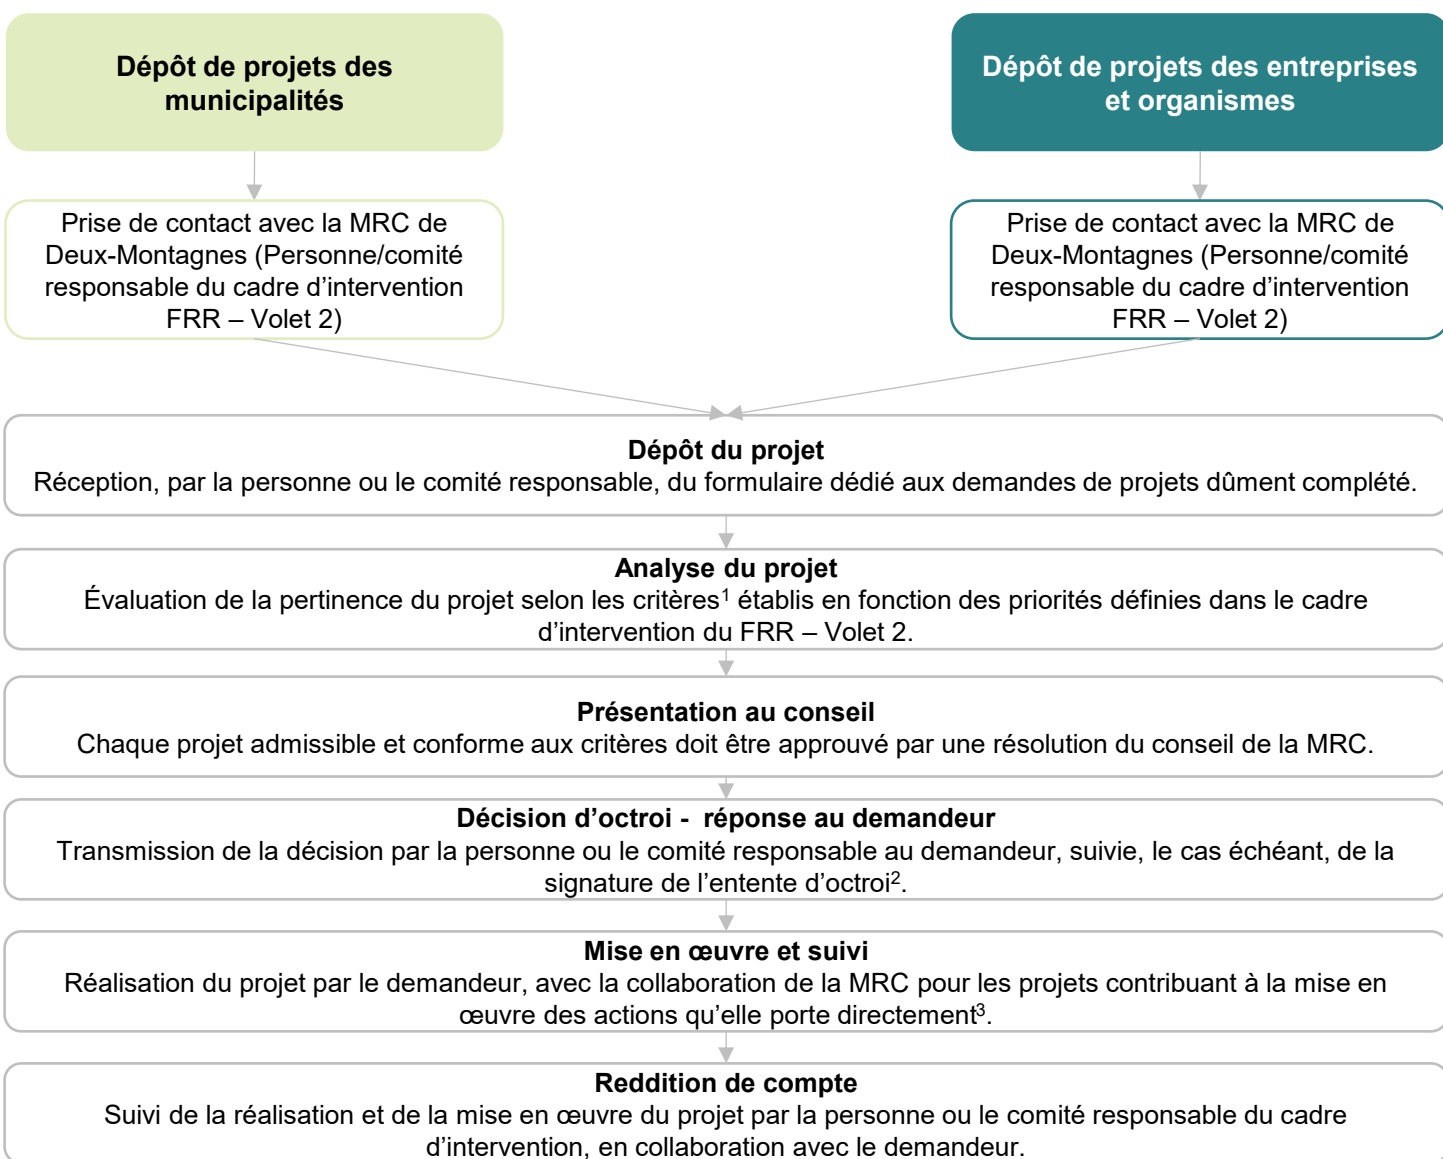 Dépôt de projets des
municipalités
Dépôt de projets des entreprises
et organismes
Prise de contact avec la MRC de
Deux-Montagnes (Personne/comité
responsable du cadre d’intervention
FRR – Volet 2)
Prise de contact avec la MRC de
Deux-Montagnes (Personne/comité
responsable du cadre d’intervention
FRR – Volet 2)
Dépôt du projet
Réception, par la personne ou le comité responsable, du formulaire dédié aux demandes de projets dûment complété.
Analyse du projet
Évaluation de la pertinence du projet selon les critères¹ établis en fonction des priorités définies dans le cadre
d’intervention du FRR – Volet 2.
Présentation au conseil
Chaque projet admissible et conforme aux critères doit être approuvé par une résolution du conseil de la MRC.
Décision d’octroi - réponse au demandeur
Transmission de la décision par la personne ou le comité responsable au demandeur, suivie, le cas échéant, de la
signature de l’entente d’octroi².
Mise en œuvre et suivi
Réalisation du projet par le demandeur, avec la collaboration de la MRC pour les projets contribuant à la mise en
œuvre des actions qu’elle porte directement³.
Reddition de compte
Suivi de la réalisation et de la mise en œuvre du projet par la personne ou le comité responsable du cadre
d’intervention, en collaboration avec le demandeur.